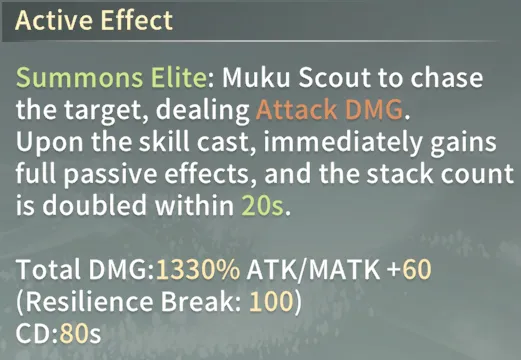 Active Effect
Summons Elite: Muku Scout to chase
the target, dealing Attack DMG.
Upon the skill cast, immediately gains
full passive effects, and the stack count
is doubled within 20s.
Total DMG:1330% ATK/MATK +60
(Resilience Break: 100)
CD:80s